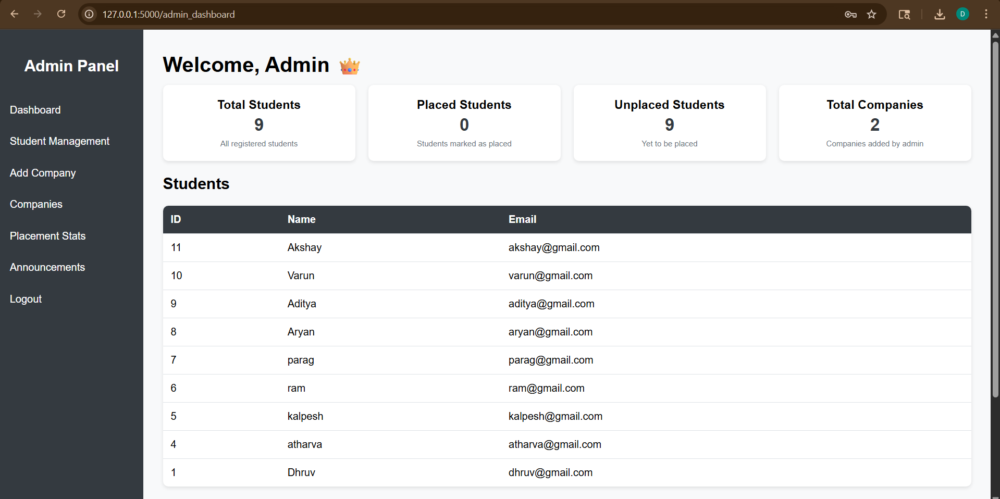 127.0.0.1:5000/admin_dashboard
D
Admin Panel
Dashboard
Student Management
Add Company
Companies
Placement Stats
Announcements
Logout
Welcome, Admin 👑
Total Students
9
All registered students
Placed Students
0
Students marked as placed
Unplaced Students
9
Yet to be placed
Total Companies
2
Companies added by admin
Students
ID Name Email
11 Akshay akshay@gmail.com
10 Varun varun@gmail.com
9 Aditya aditya@gmail.com
8 Aryan aryan@gmail.com
7 parag parag@gmail.com
6 ram ram@gmail.com
5 kalpesh kalpesh@gmail.com
4 atharva atharva@gmail.com
1 Dhruv dhruv@gmail.com